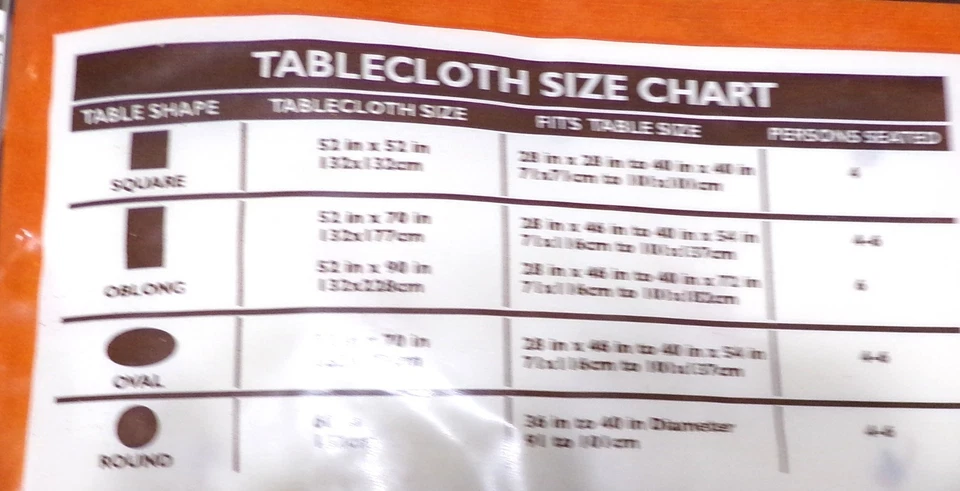 TABLECLOTH SIZE CHART
TABLE SHAPE TABLECLOTH SIZE FITS TABLE SIZE PERSONS SEATED
SQUARE
52 in x 52 in
132x132cm
28 in x 28 in to 40 in x 40 in
71x71cm to 101x101cm
4
OBLONG
52 in x 70 in
132x177cm
28 in x 46 in to 40 in x 54 in
71x116cm to 101x137cm
4-6
52 in x 90 in
132x228cm
28 in x 46 in to 40 in x 72 in
71x116cm to 101x182cm
6
OVAL
70 in
cm
28 in x 46 in to 40 in x 54 in
71x116cm to 101x137cm
4-6
ROUND
36 in to 40 in Diameter
91 to 101cm
4-6